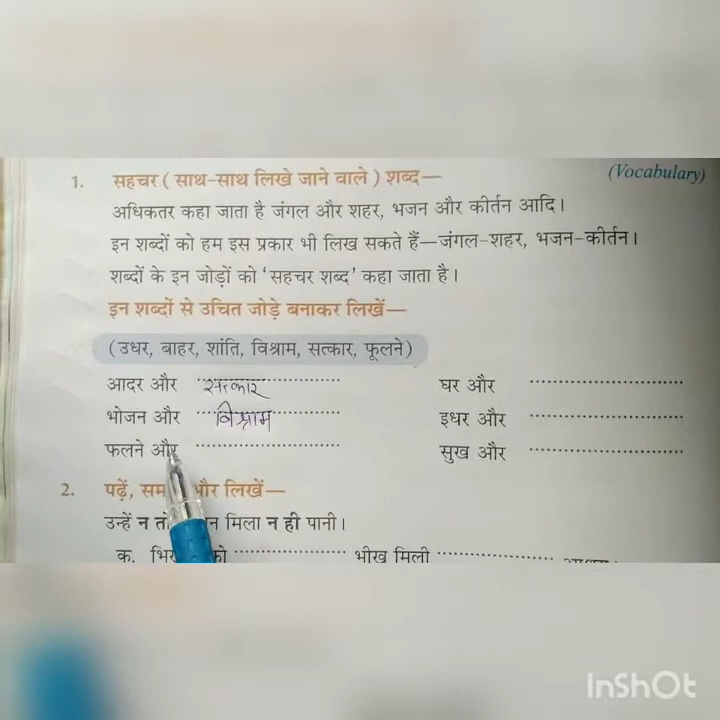 (Vocabulary)
1. सहचर ( साथ-साथ लिखे जाने वाले ) शब्द—
अधिकतर कहा जाता है जंगल और शहर, भजन और कीर्तन आदि।
इन शब्दों को हम इस प्रकार भी लिख सकते हैं—जंगल-शहर, भजन-कीर्तन।
शब्दों के इन जोड़ों को ‘सहचर शब्द’ कहा जाता है।
इन शब्दों से उचित जोड़े बनाकर लिखें—
(उधर, बाहर, शांति, विश्राम, सत्कार, फूलने)
आदर और सत्कार घर और
भोजन और विश्राम इधर और
फलने और सुख और
2. पढ़ें, और लिखें—
उन्हें न मिला न ही पानी।
क. को भीख मिली
InShOt